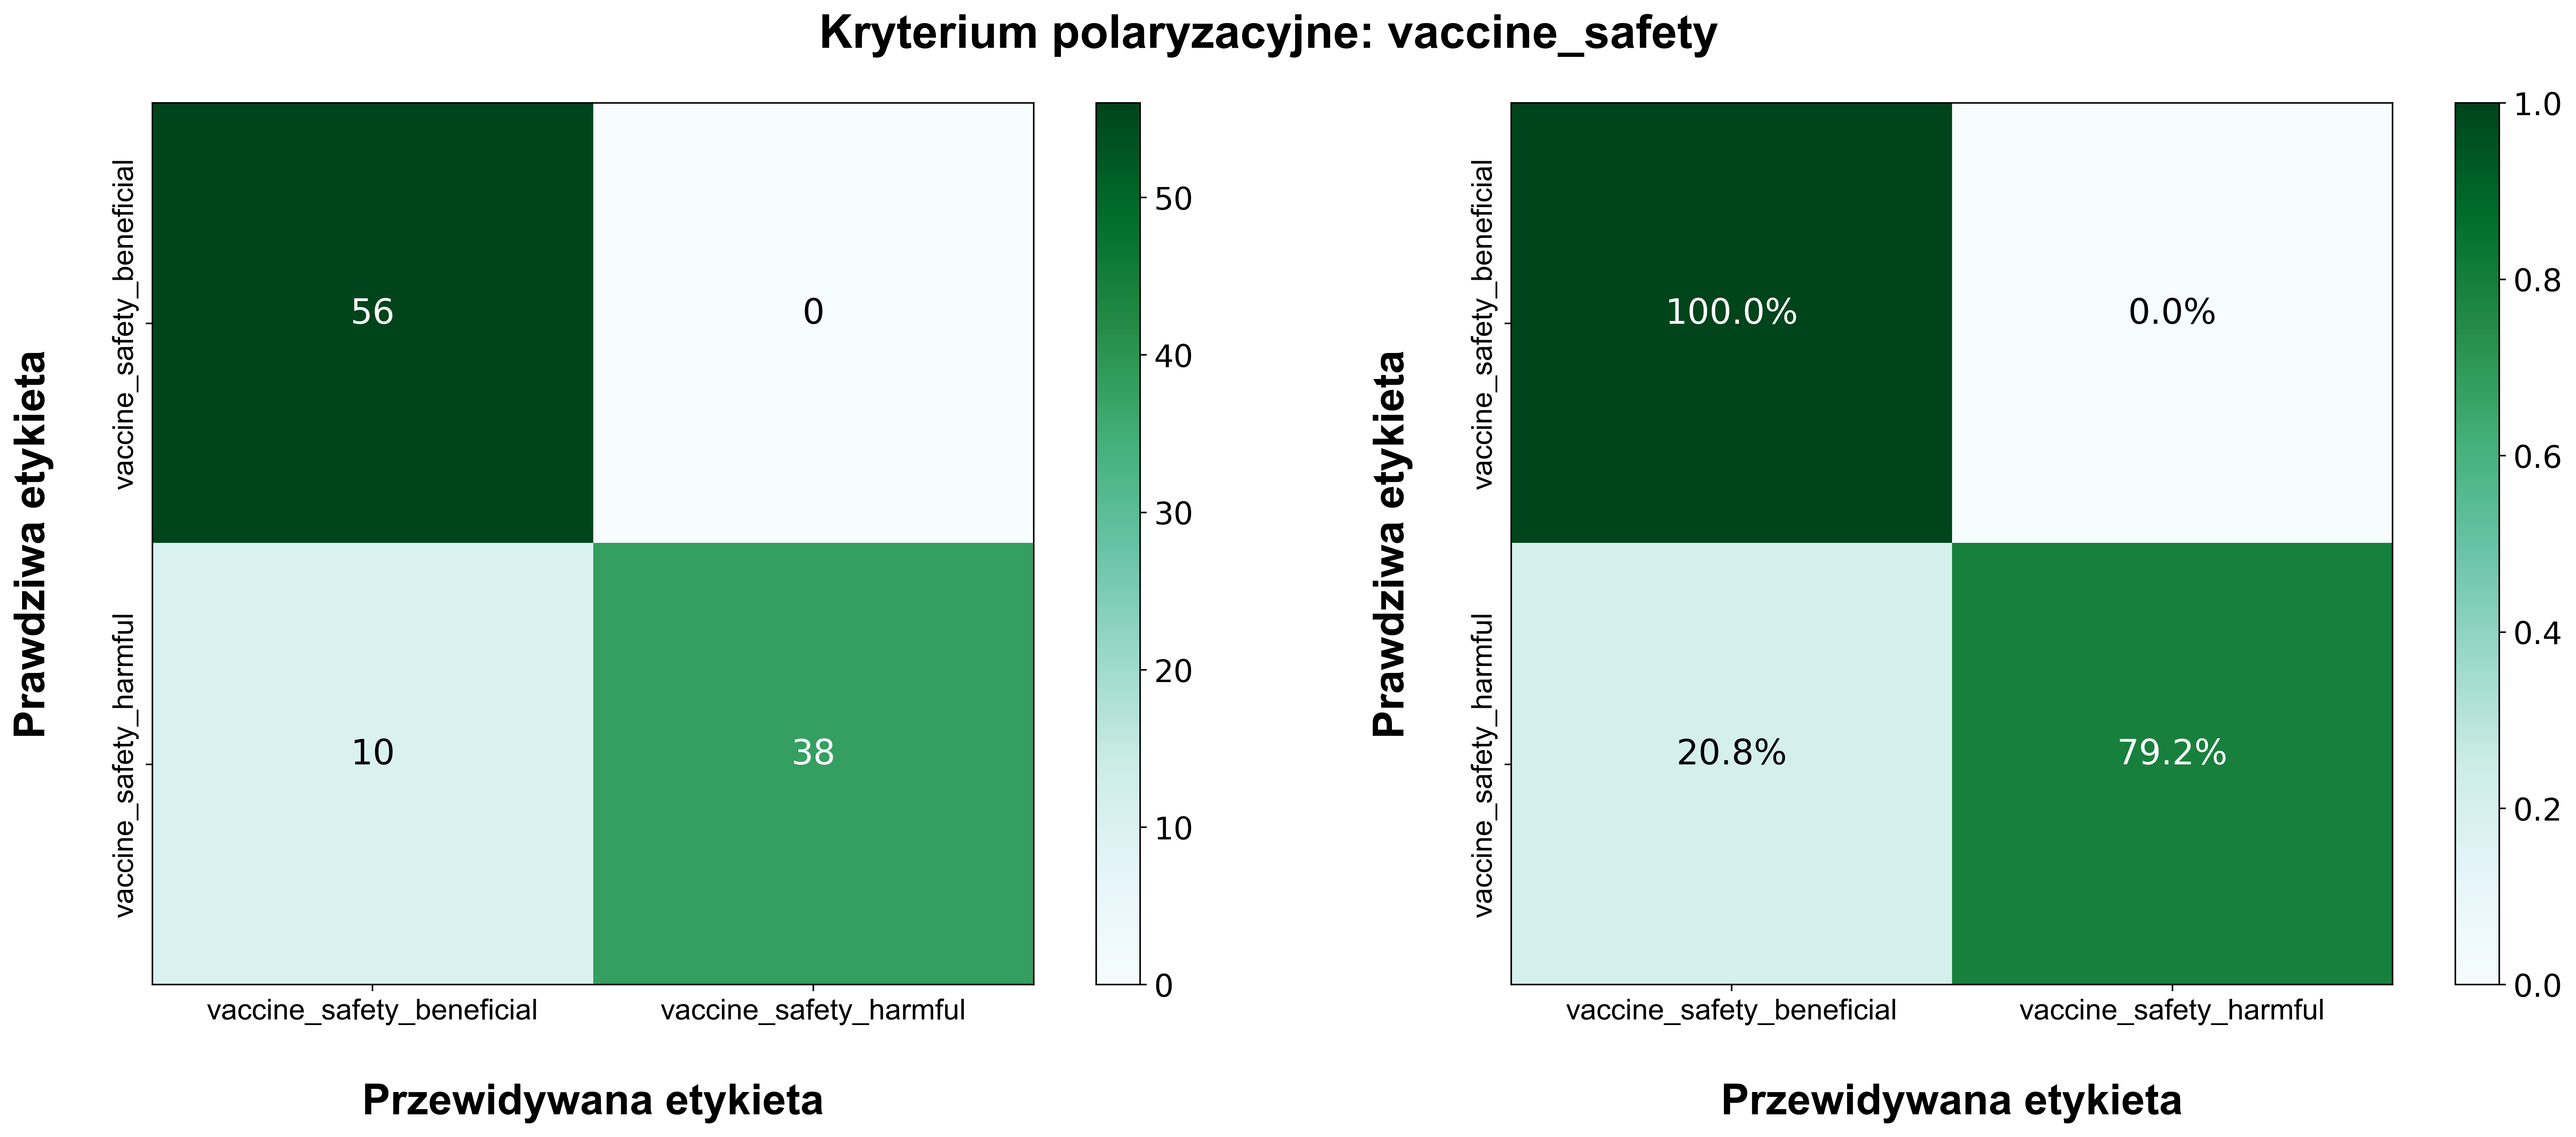 Kryterium polaryzacyjne: vaccine_safety
Prawdziwa etykieta
vaccine_safety_beneficial
vaccine_safety_harmful
56
0
10
38
vaccine_safety_beneficial
vaccine_safety_harmful
Przewidywana etykieta
50
40
30
20
10
0
Prawdziwa etykieta
vaccine_safety_beneficial
vaccine_safety_harmful
100.0%
0.0%
20.8%
79.2%
vaccine_safety_beneficial
vaccine_safety_harmful
Przewidywana etykieta
1.0
0.8
0.6
0.4
0.2
0.0